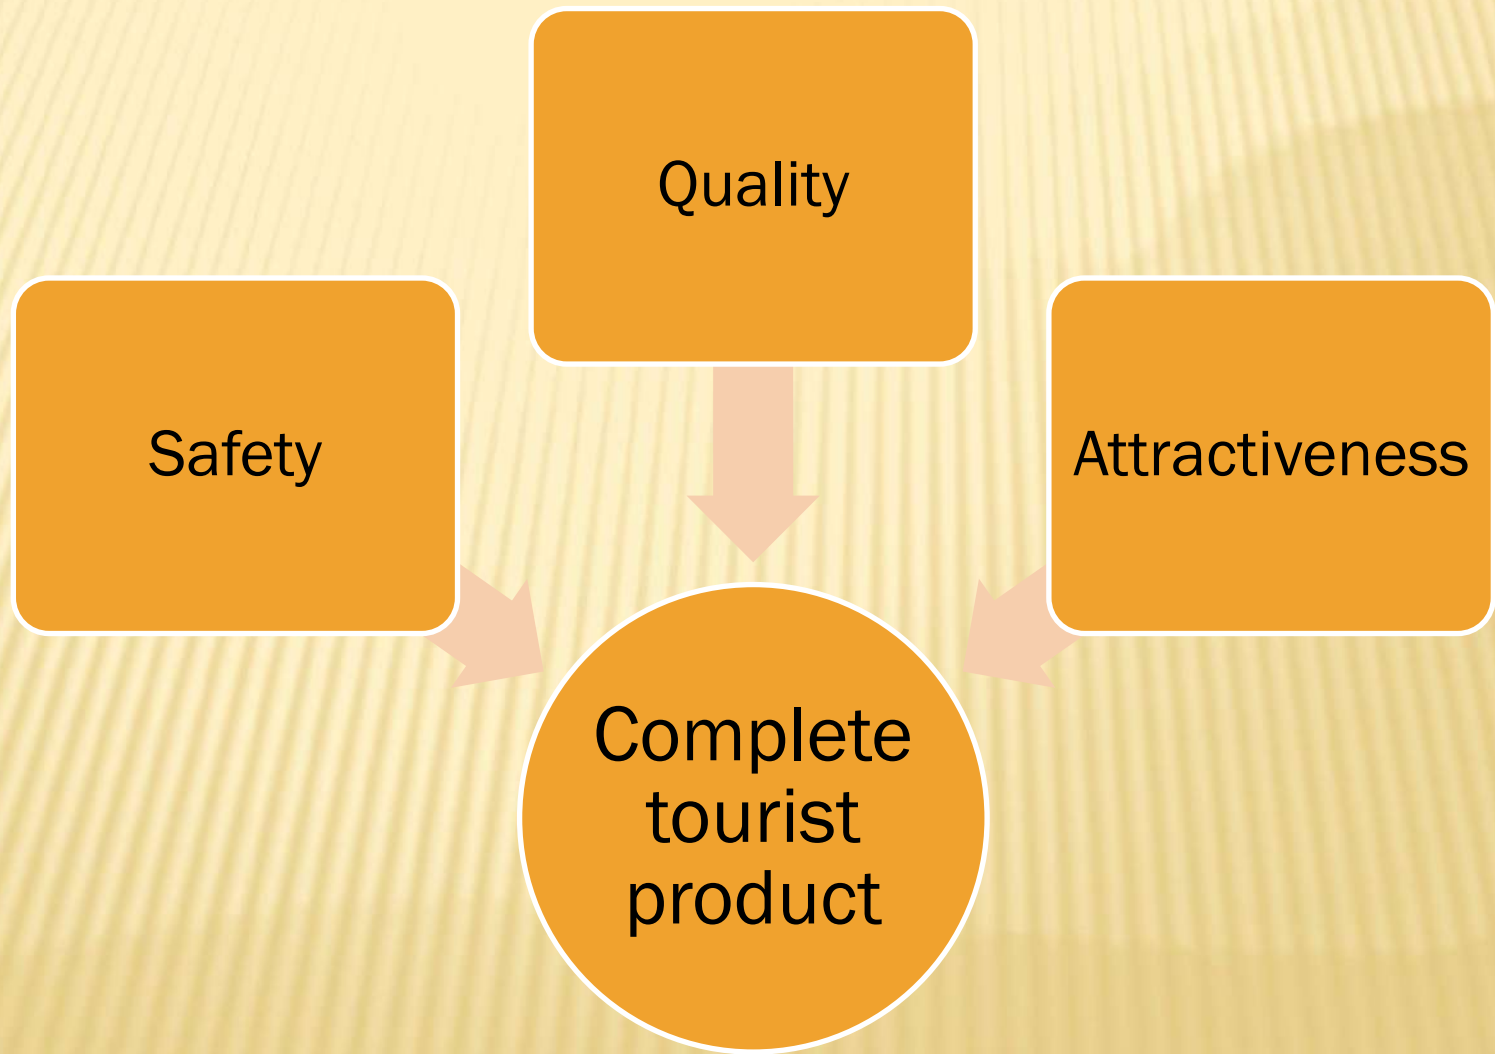 Quality
Safety
Attractiveness
Complete
tourist
product